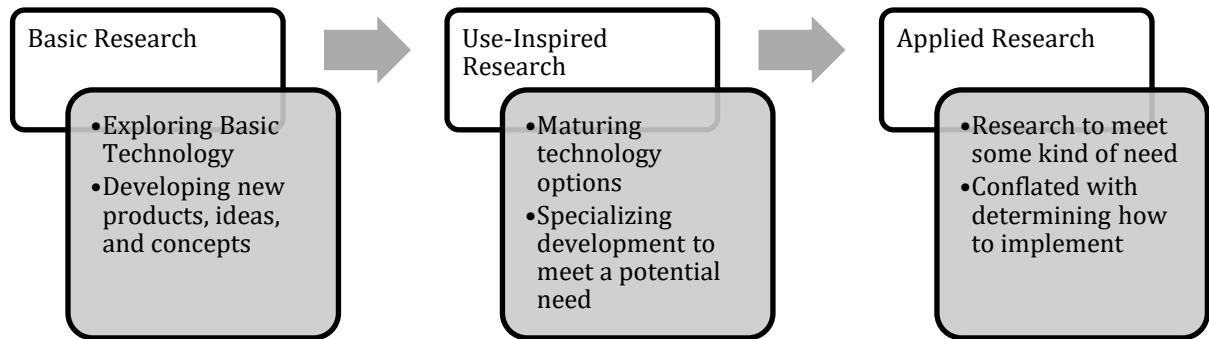 Basic Research
•Exploring Basic
Technology
•Developing new
products, ideas,
and concepts
Use-Inspired
Research
•Maturing
technology
options
•Specializing
development to
meet a potential
need
Applied Research
•Research to meet
some kind of need
•Conflated with
determining how
to implement